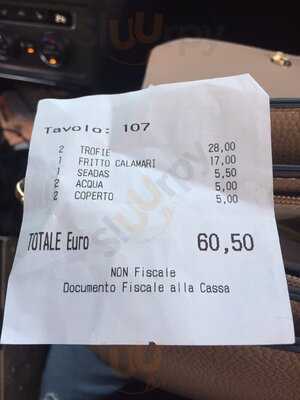 Tavolo: 107
2 TROFIE 28,00
1 FRITTO CALAMARI 17,00
1 SEADAS 5,50
2 ACQUA 5,00
2 COPERTO 5,00
TOTALE Euro 60,50
NON Fiscale
Documento Fiscale alla Cassa